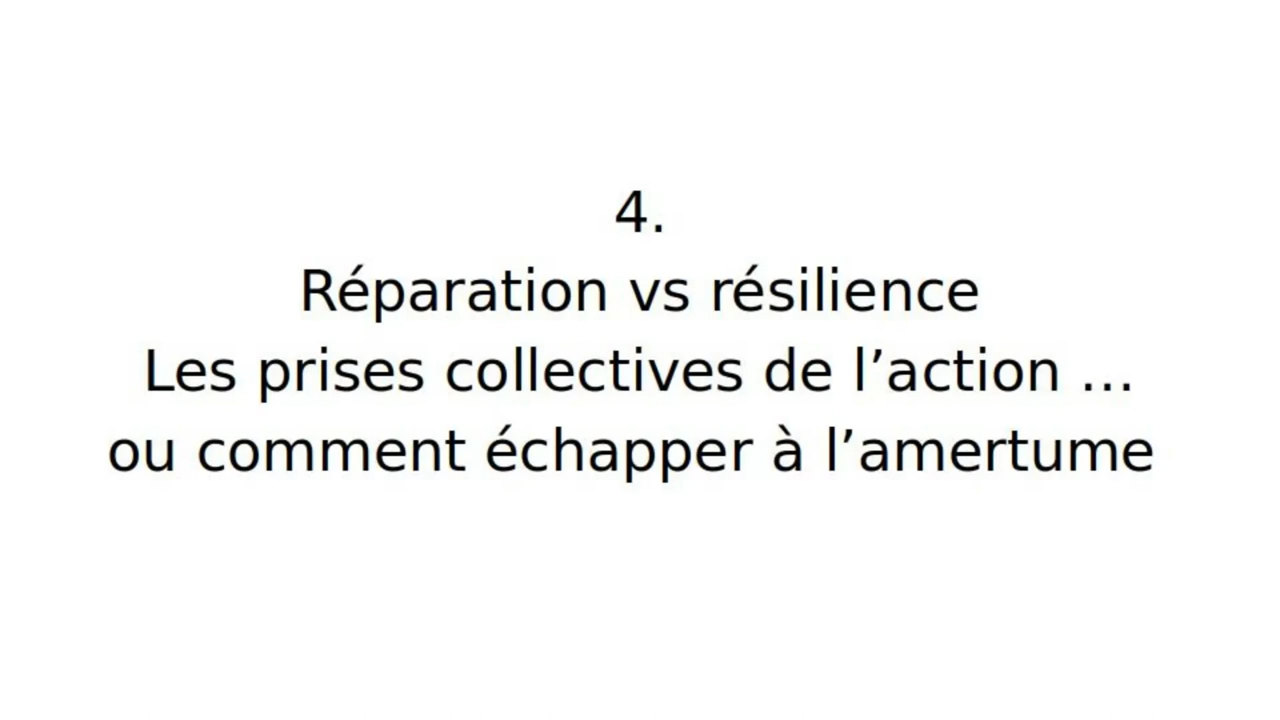 4.
Réparation vs résilience
Les prises collectives de l’action ...
ou comment échapper à l’amertume